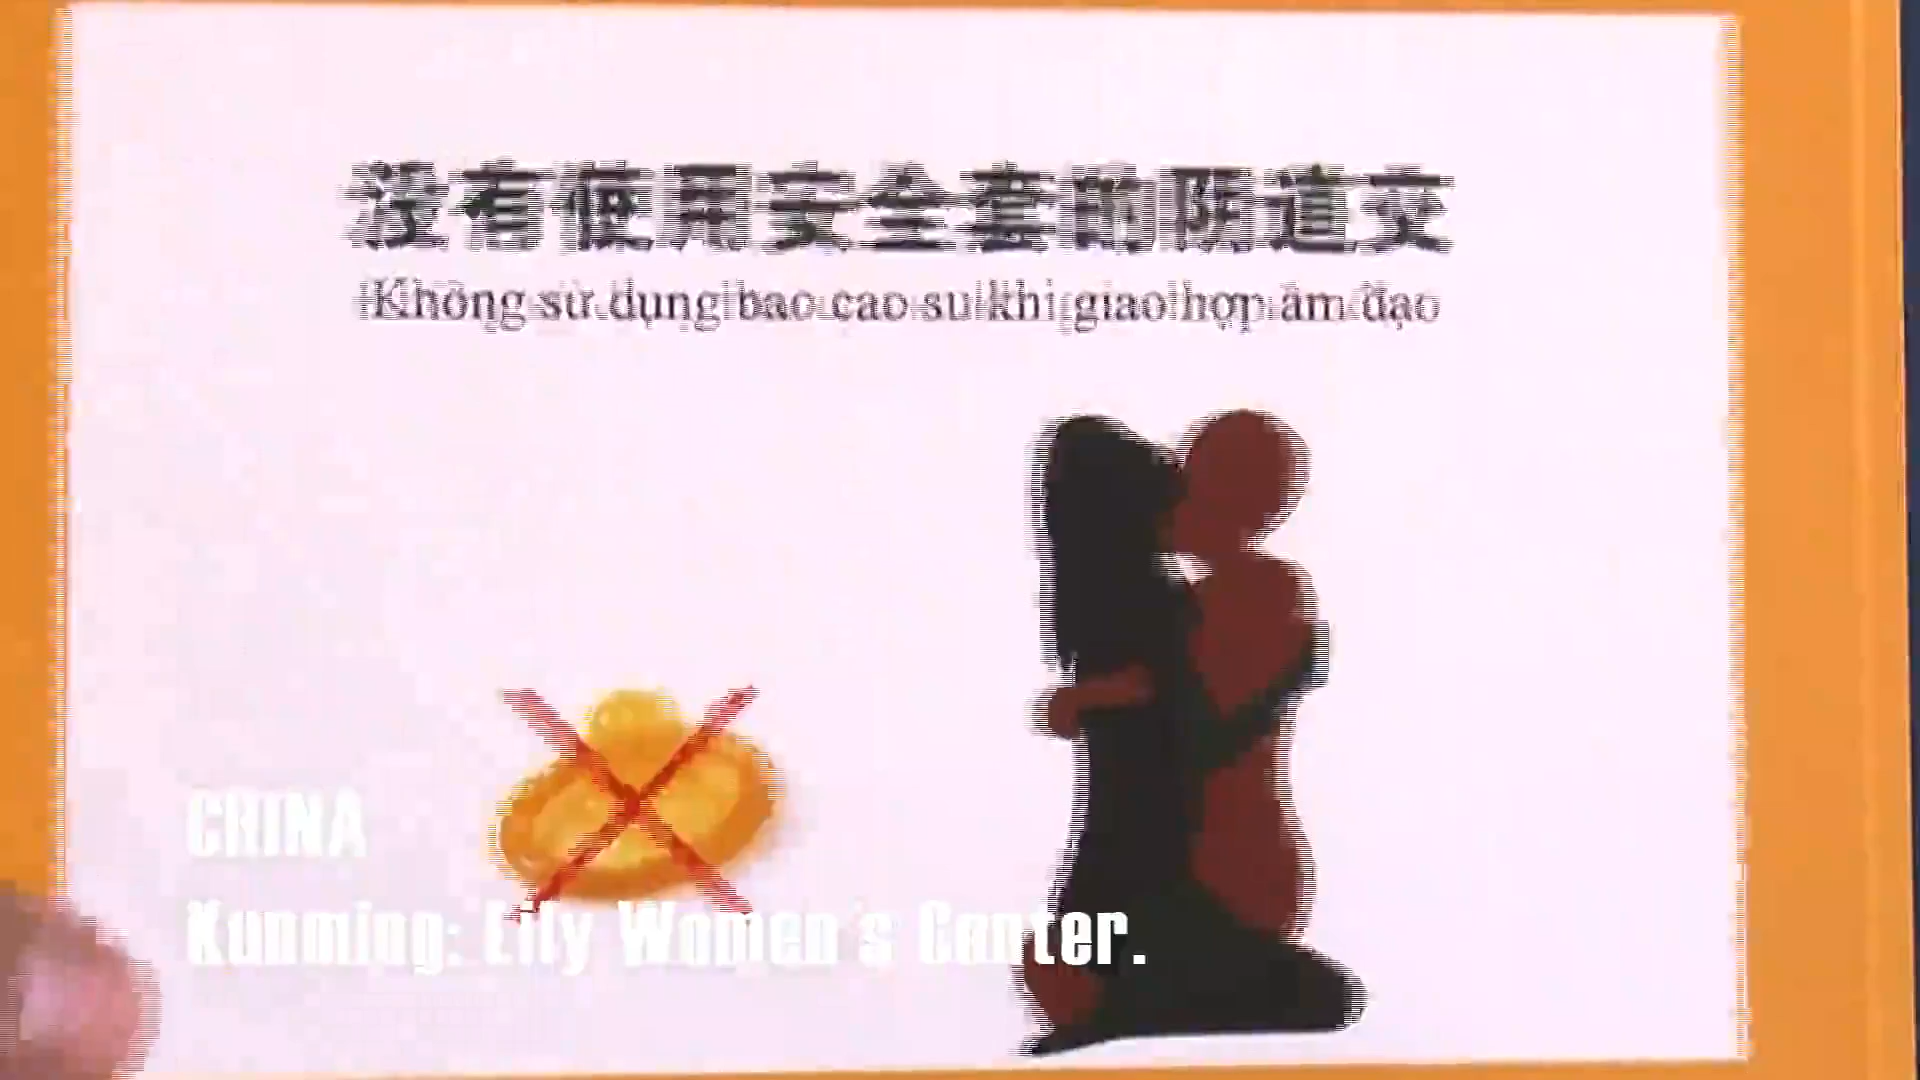 没有使用安全套的阴道交
Không sử dụng bao cao su khi giao hợp âm đạo
CHINA
Kunming: Lily Women's Center.